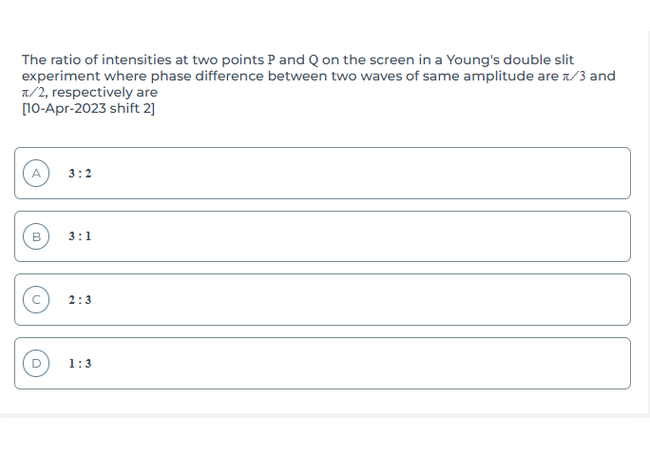 The ratio of intensities at two points P and Q on the screen in a Young's double slit
experiment where phase difference between two waves of same amplitude are π/3 and
π/2, respectively are
[10-Apr-2023 shift 2]
A 3 : 2
B 3 : 1
C 2 : 3
D 1 : 3